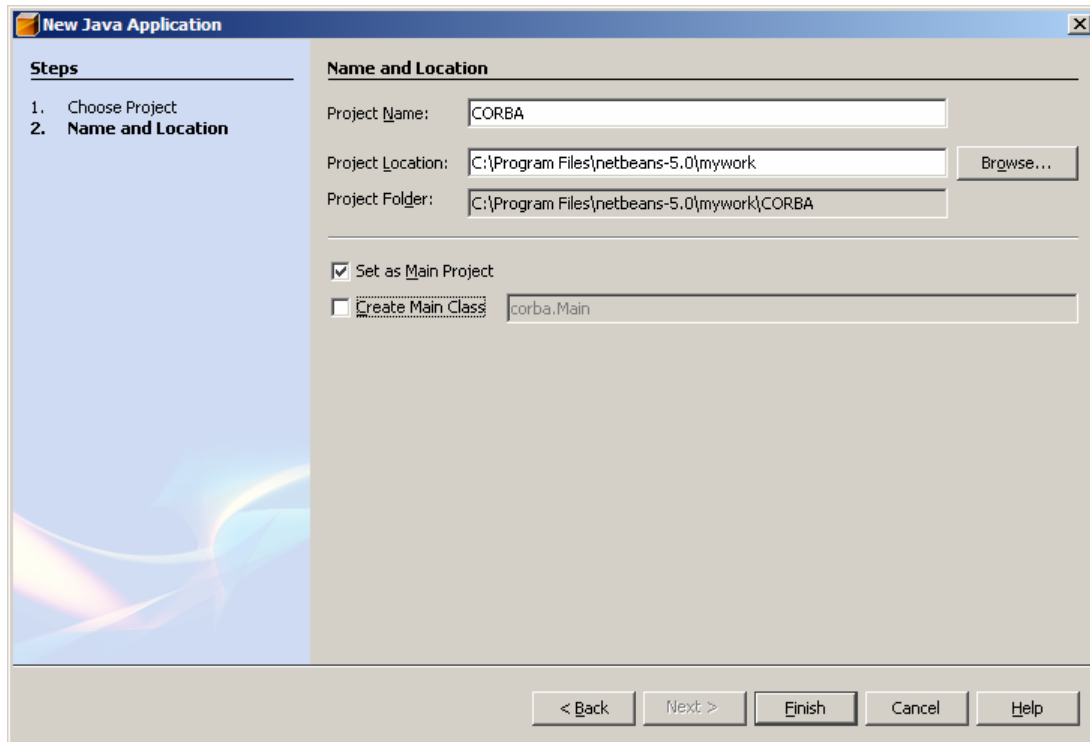 New Java Application
Steps
1. Choose Project
2. Name and Location
Name and Location
Project Name: CORBA
Project Location: C:\Program Files\netbeans-5.0\mywork Browse...
Project Folder: C:\Program Files\netbeans-5.0\mywork\CORBA
Set as Main Project
Create Main Class corba.Main
< Back Next > Finish Cancel Help